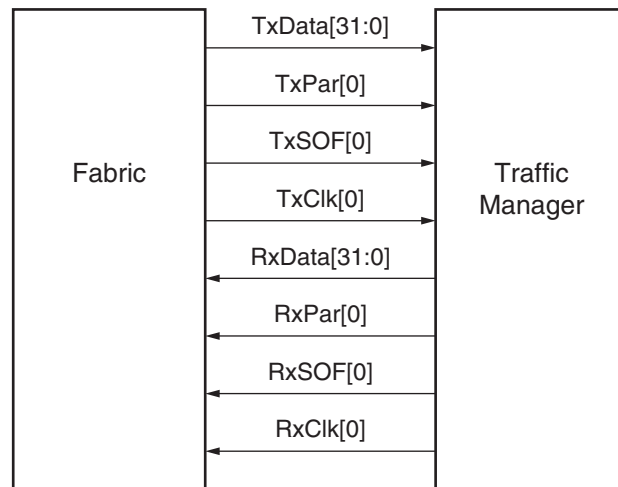 TxData[31:0]
TxPar[0]
TxSOF[0]
Fabric
Traffic
Manager
TxClk[0]
RxData[31:0]
RxPar[0]
RxSOF[0]
RxClk[0]